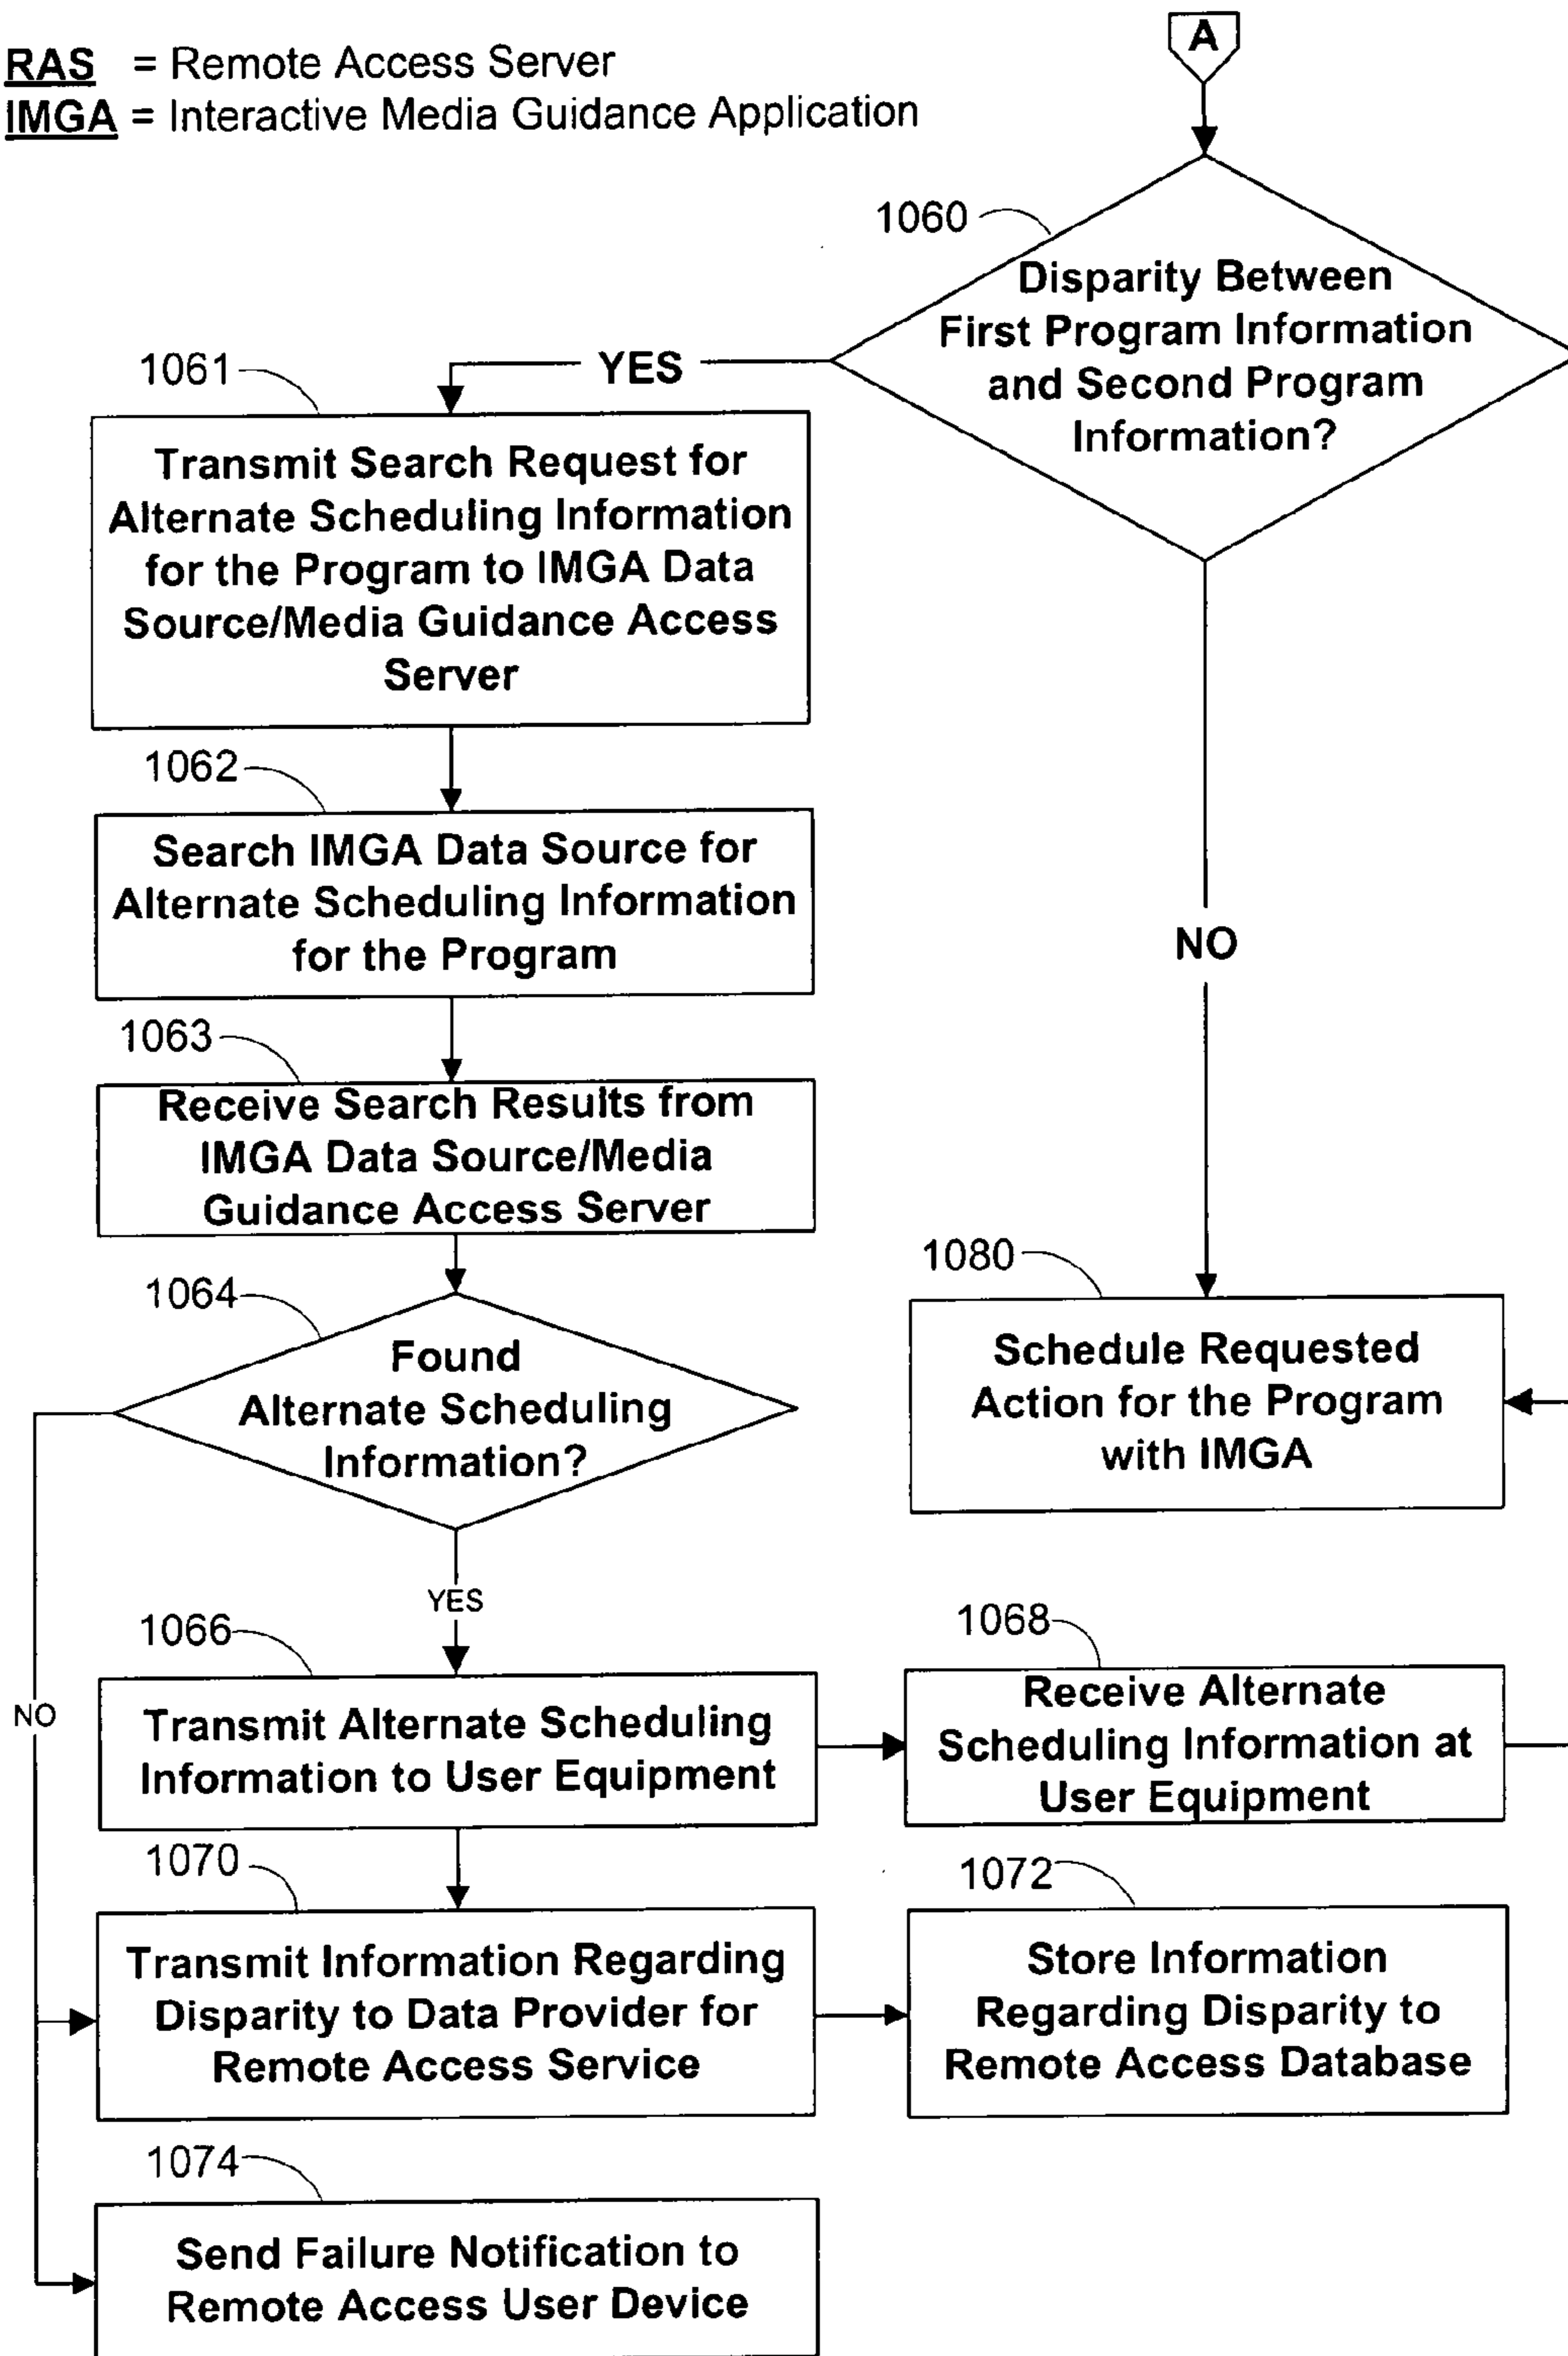 RAS = Remote Access Server
IMGA = Interactive Media Guidance Application
A
1060
Disparity Between
First Program Information
and Second Program
Information?
YES
1061
Transmit Search Request for
Alternate Scheduling Information
for the Program to IMGA Data
Source/Media Guidance Access
Server
1062
Search IMGA Data Source for
Alternate Scheduling Information
for the Program
NO
1063
Receive Search Results from
IMGA Data Source/Media
Guidance Access Server
1080
Schedule Requested
Action for the Program
with IMGA
1064
Found
Alternate Scheduling
Information?
YES
NO
1066
Transmit Alternate Scheduling
Information to User Equipment
1068
Receive Alternate
Scheduling Information at
User Equipment
1070
Transmit Information Regarding
Disparity to Data Provider for
Remote Access Service
1072
Store Information
Regarding Disparity to
Remote Access Database
1074
Send Failure Notification to
Remote Access User Device